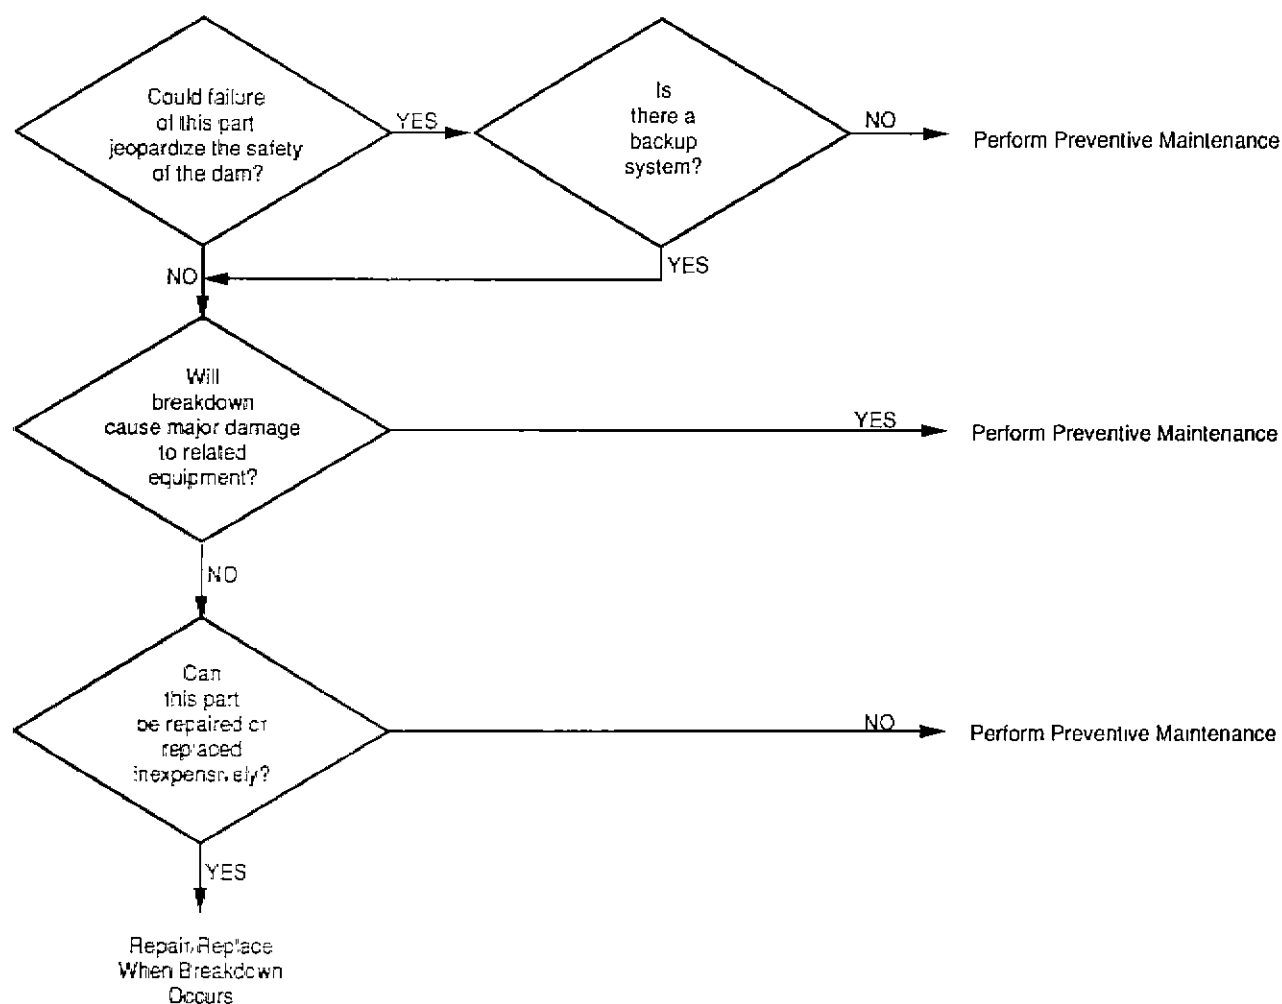 Could failure
of this part
jeopardize the safety
of the dam?
YES
Is
there a
backup
system?
NO
Perform Preventive Maintenance
NO
YES
Will
breakdown
cause major damage
to related
equipment?
YES
Perform Preventive Maintenance
NO
Can
this part
be repaired or
replaced
inexpensively?
NO
Perform Preventive Maintenance
YES
Repair/Replace
When Breakdown
Occurs